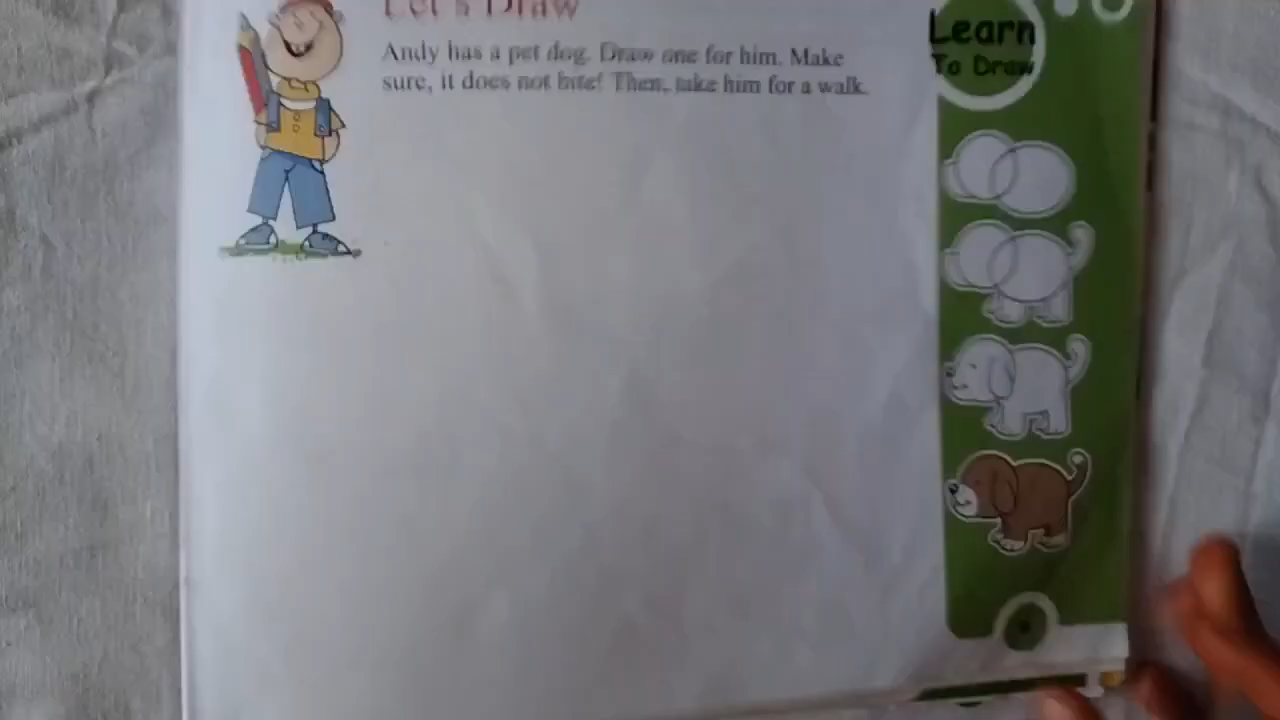 Let's Draw
Andy has a pet dog. Draw one for him. Make
sure, it does not bite! Then, take him for a walk.
Learn
To Draw